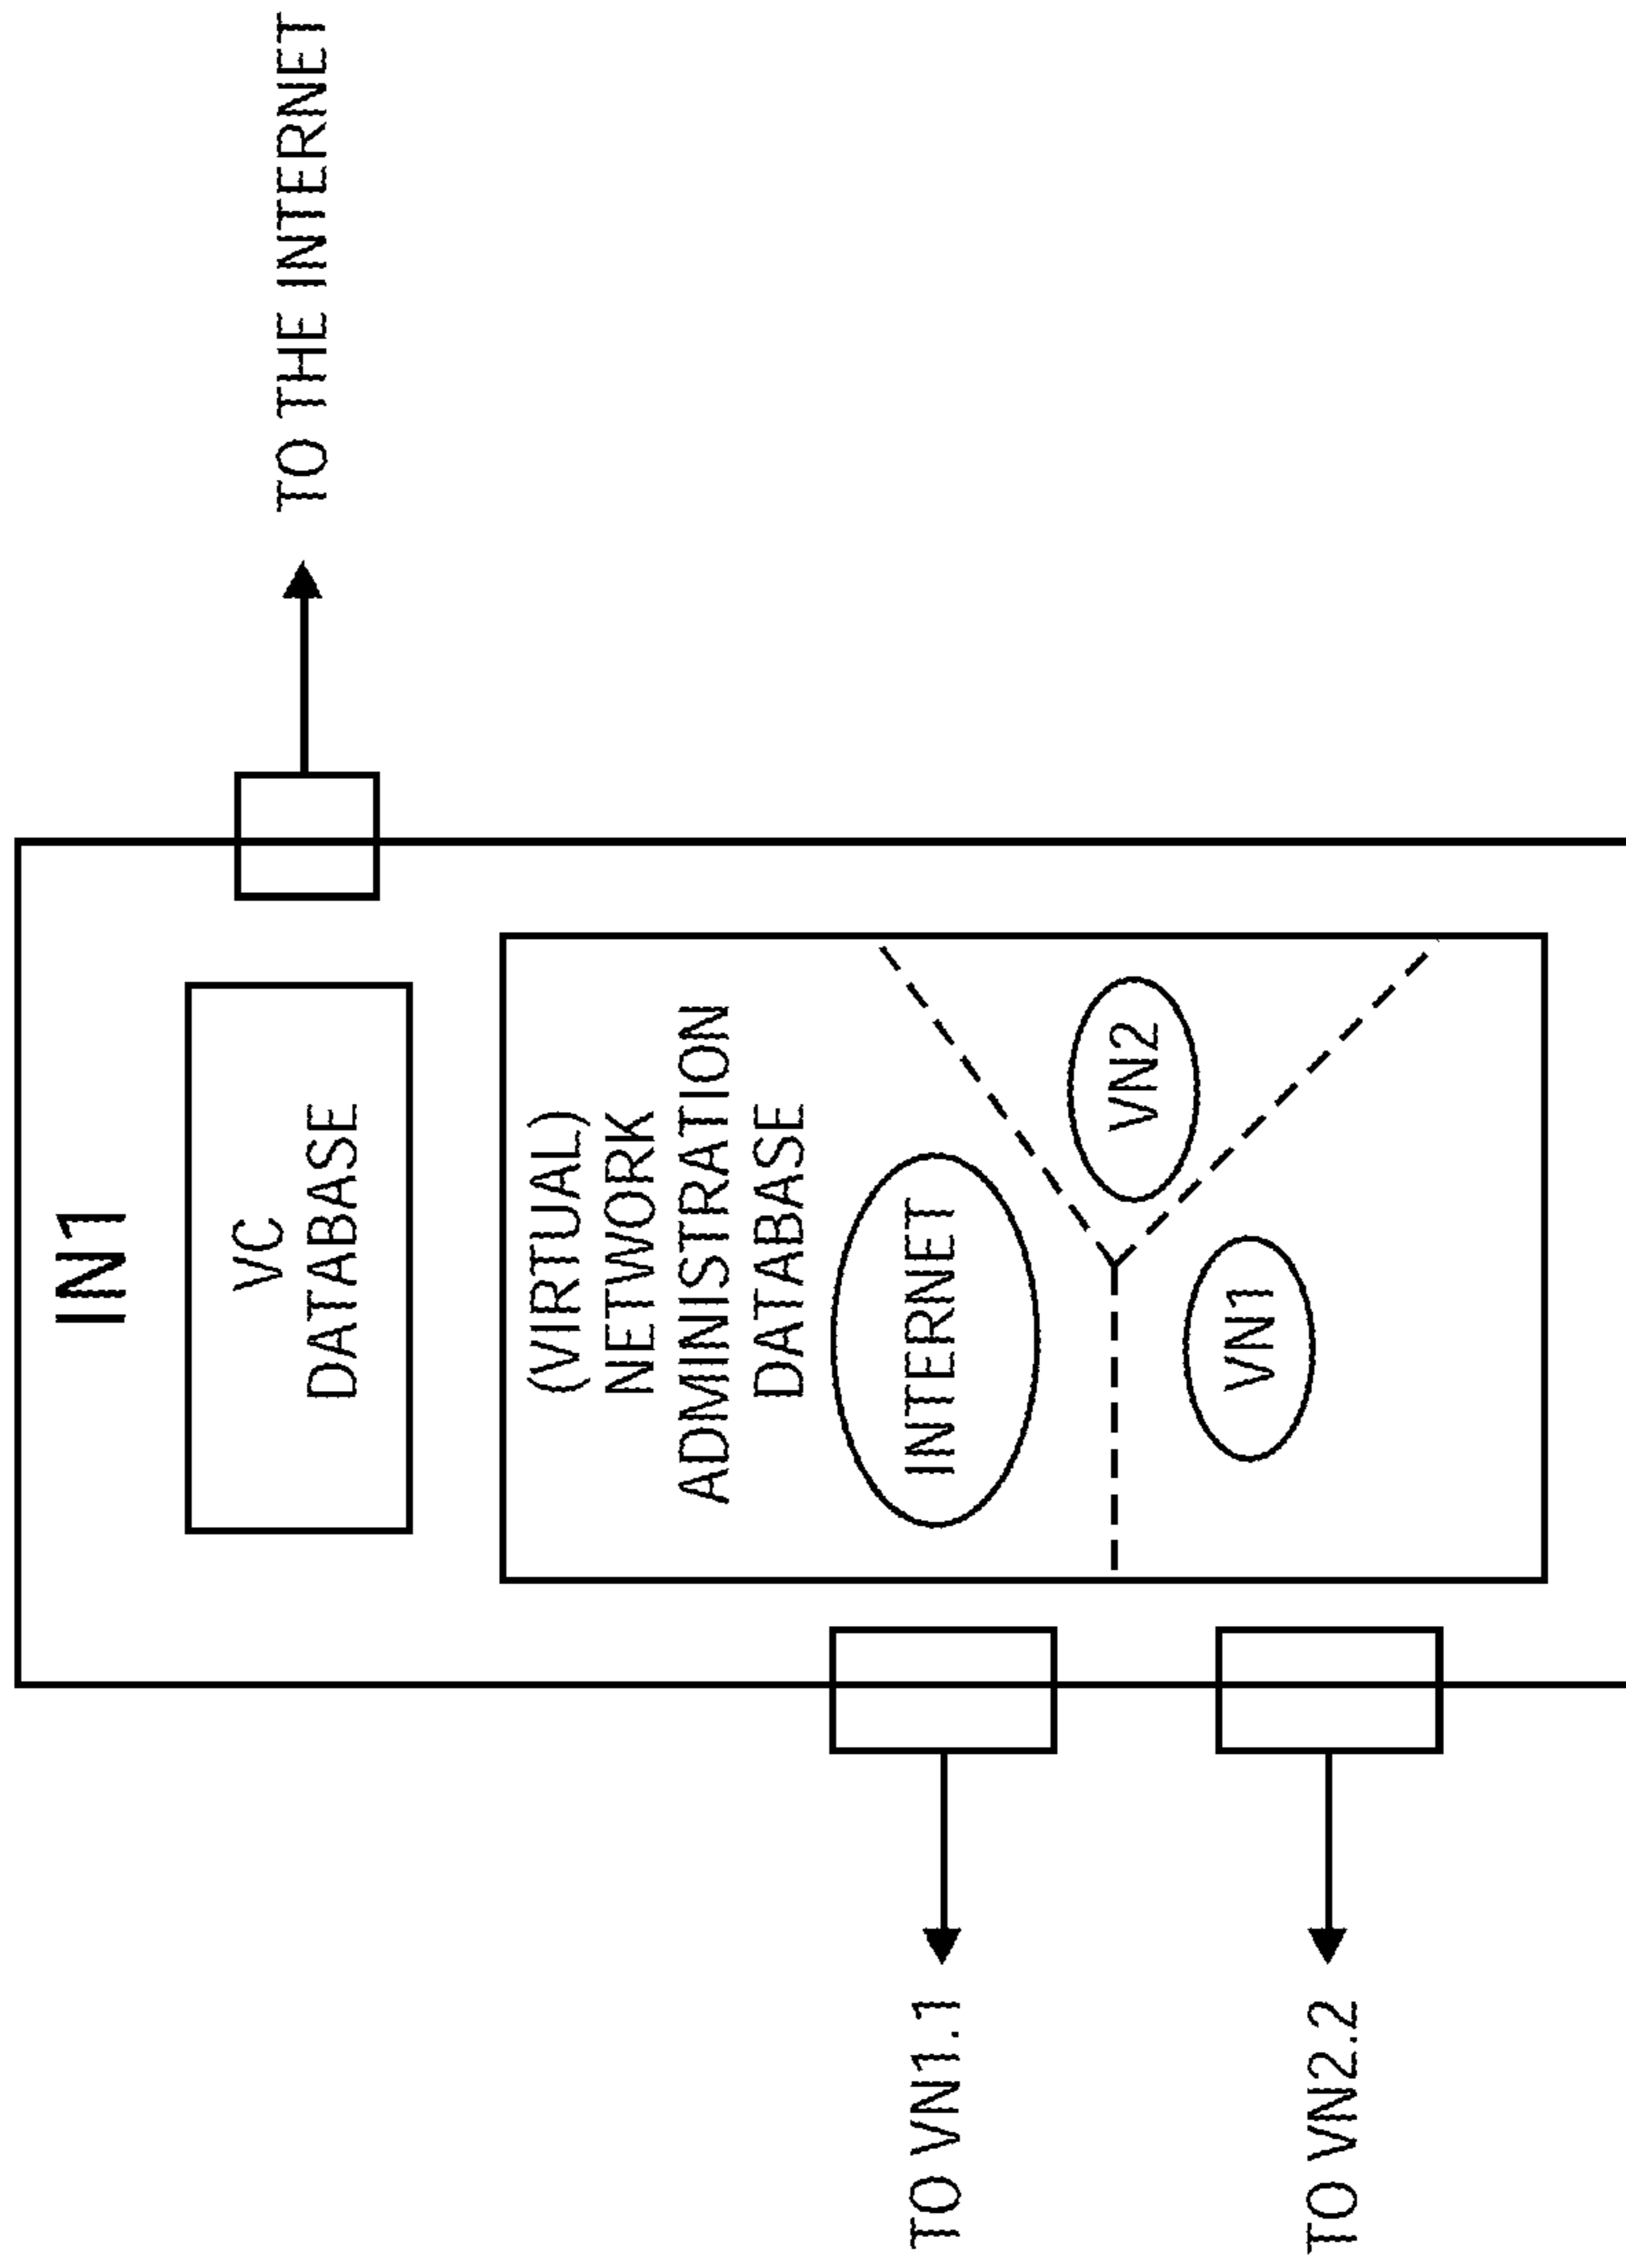 IN1
VC
DATABASE
TO THE INTERNET
(VIRTUAL)
NETWORK
ADMINISTRATION
DATABASE
INTERNET
VN2
VN1
TO VN1.1
TO VN2.2